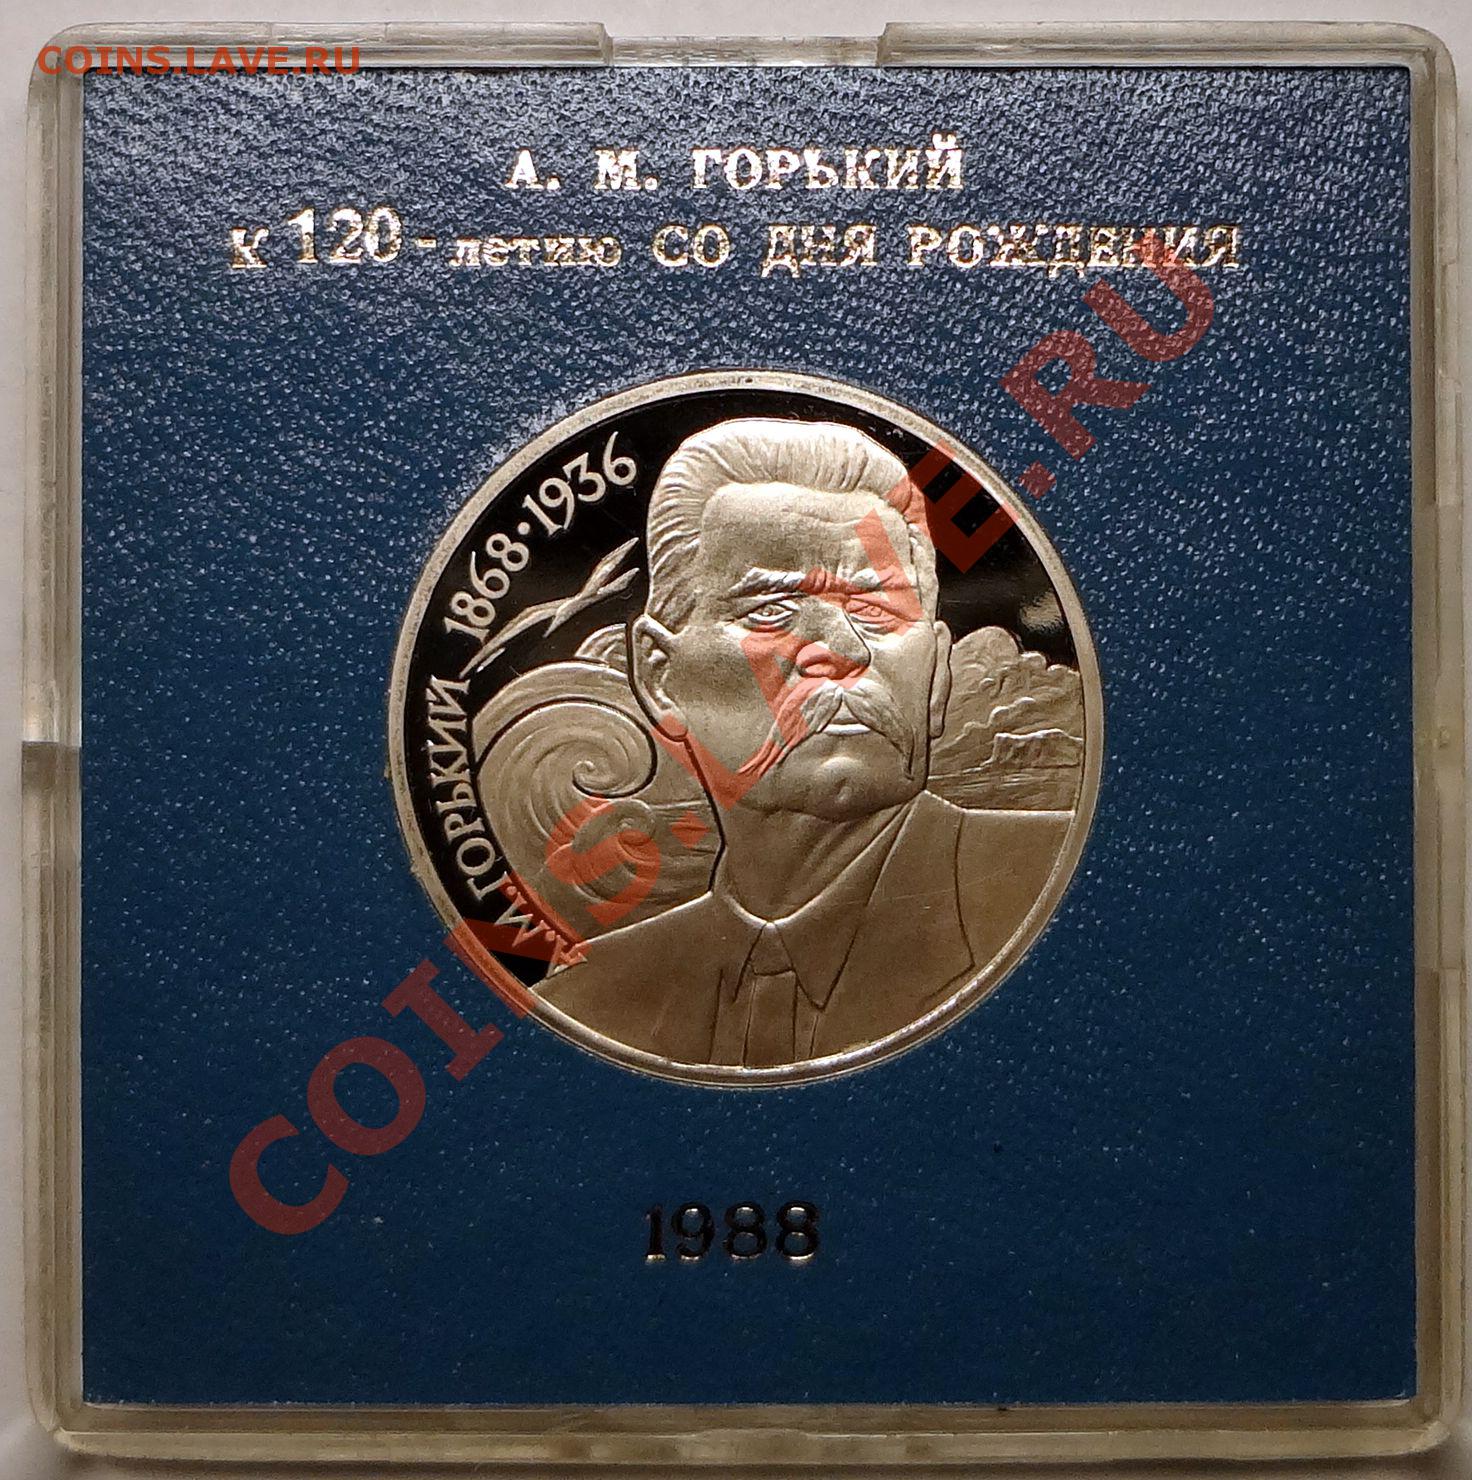 COINS.LAVE.RU
А. М. ГОРЬКИЙ
К 120-летию СО ДНЯ РОЖДЕНИЯ
А.М.ГОРЬКИЙ 1868·1936
COINS.LAVE.RU
1988